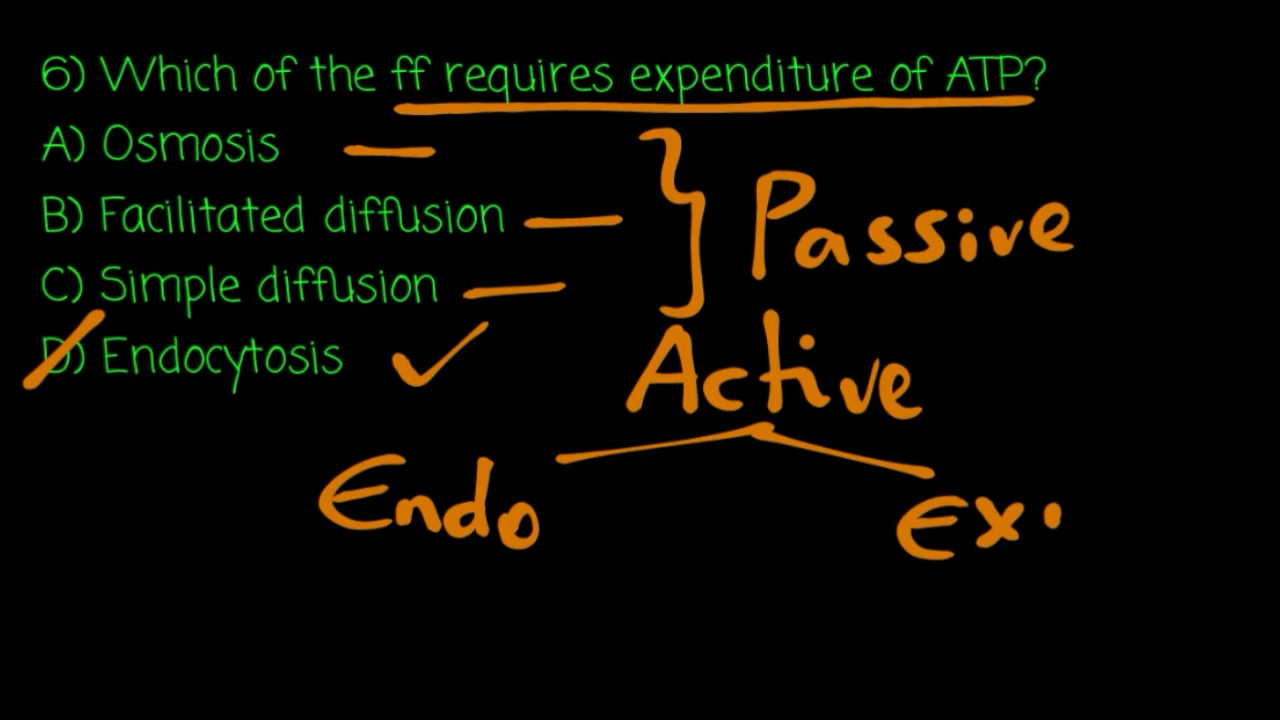 6) Which of the ff requires expenditure of ATP?
A) Osmosis
B) Facilitated diffusion
C) Simple diffusion
D) Endocytosis
Passive
Active
Endo
Ex